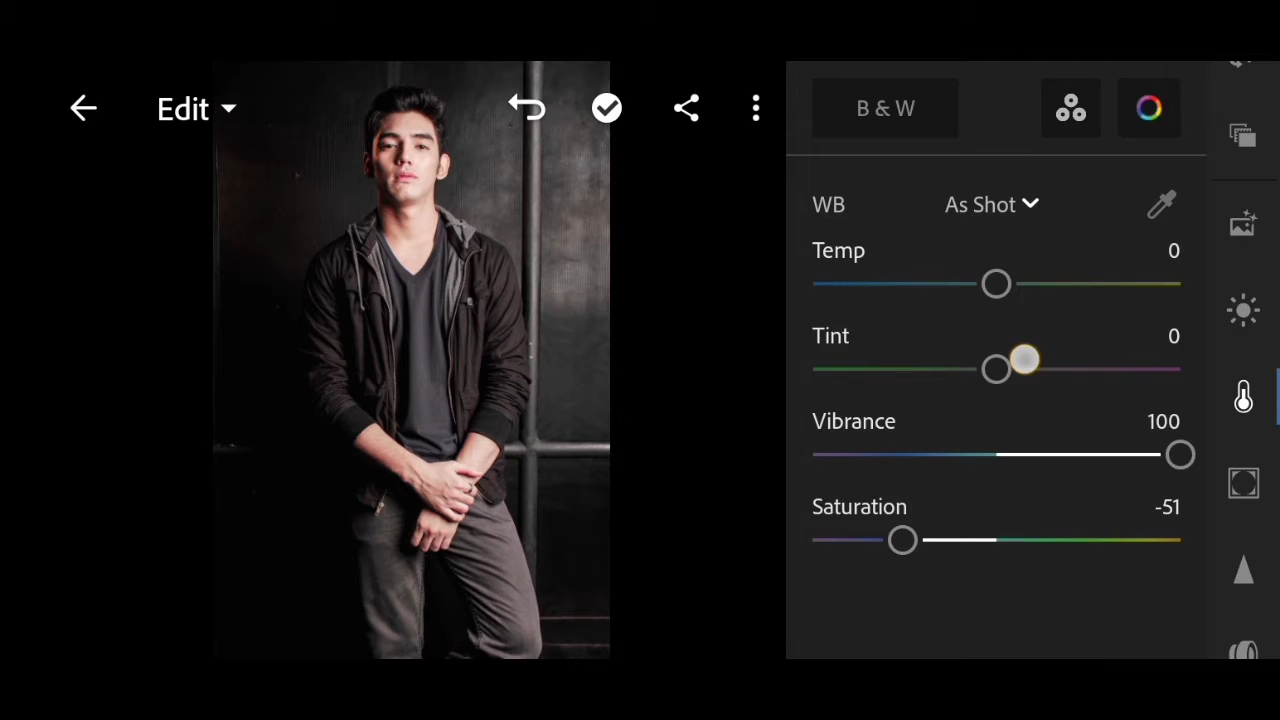 Edit
B & W
WB As Shot
Temp 0
Tint 0
Vibrance 100
Saturation -51